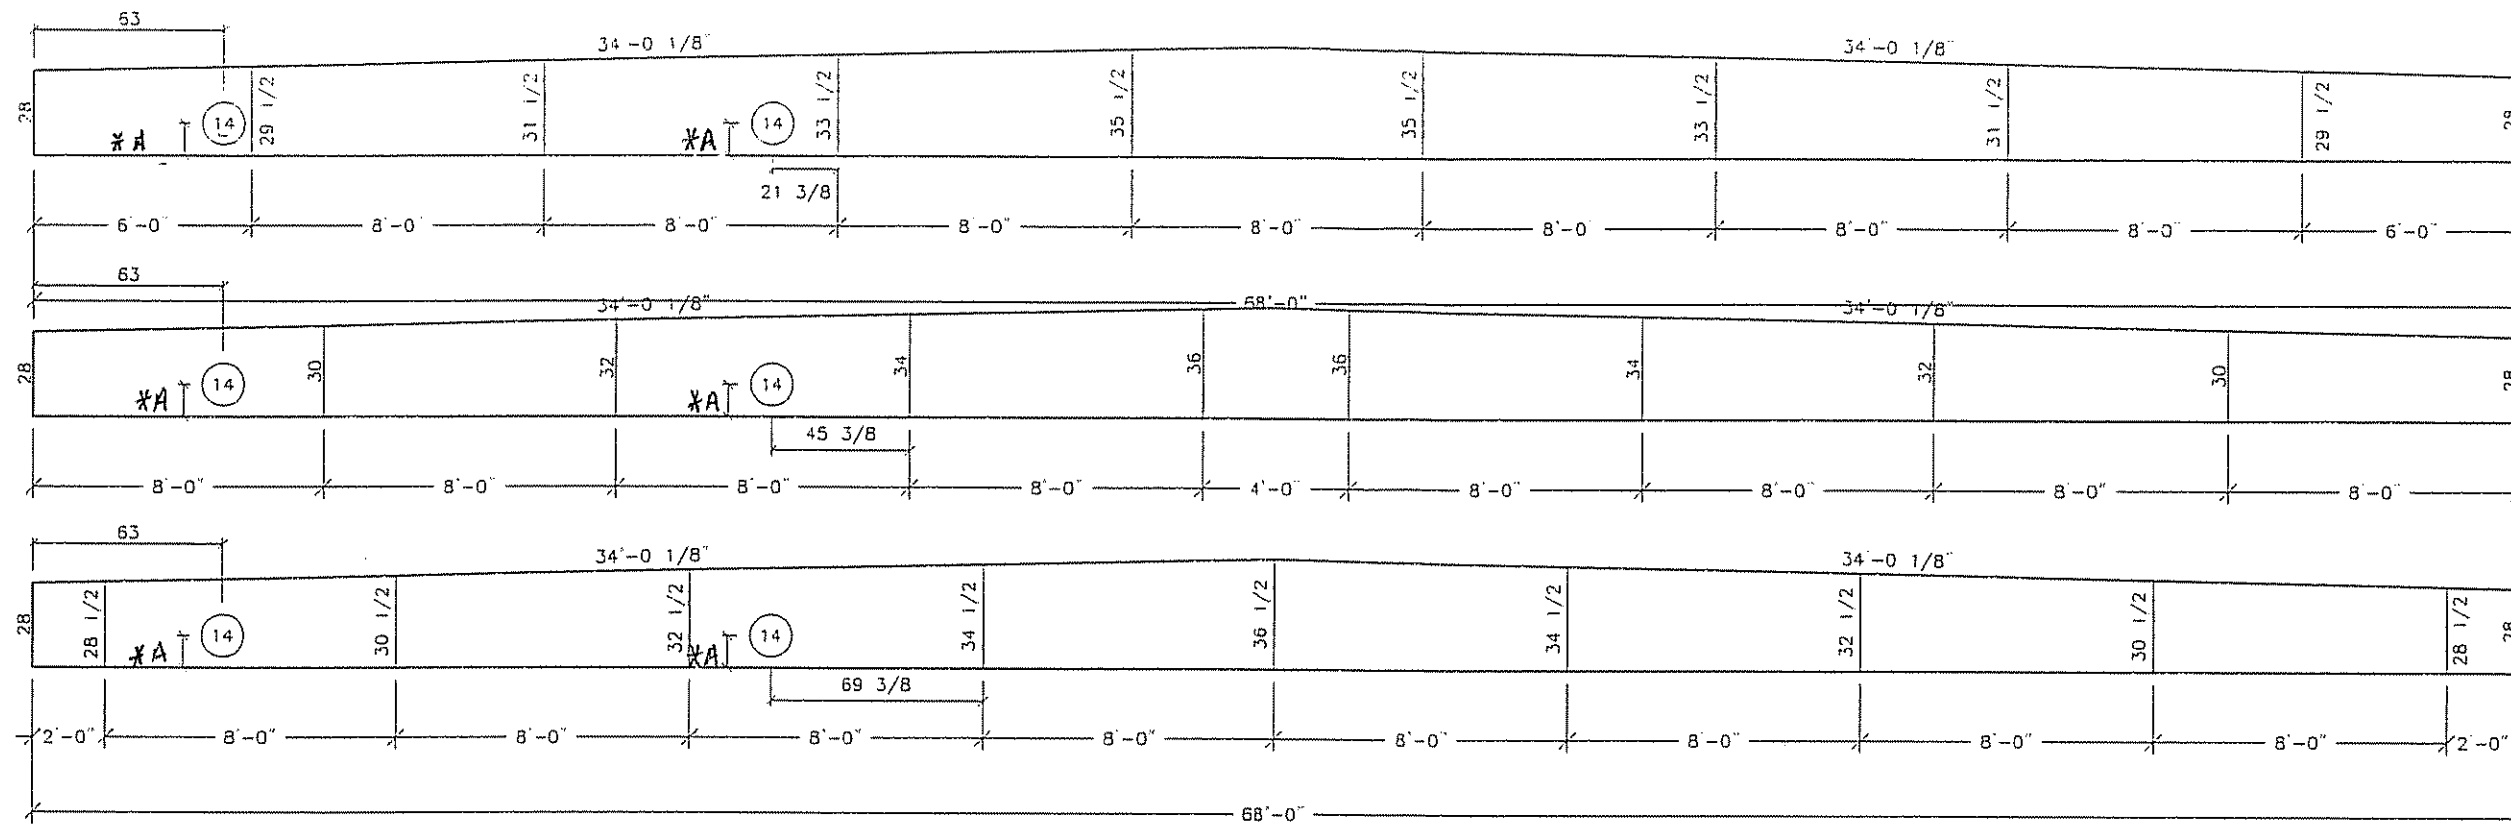 63
34'-0 1/8" 34'-0 1/8"
28 *A 14 29 1/2 31 1/2 *A 14 33 1/2 35 1/2 35 1/2 33 1/2 31 1/2 29 1/2 28
21 3/8
6'-0" 8'-0' 8'-0" 8'-0" 8'-0" 8'-0 8'-0" 8'-0" 6'-0"
63
34'-0 1/8" 68'-0" 34'-0 1/8"
28 *A 14 30 32 *A 14 34 36 36 34 32 30 28
45 3/8
8'-0" 8'-0" 8'-0" 8'-0" 4'-0" 8'-0" 8'-0" 8'-0" 8'-0"
63
34'-0 1/8" 34'-0 1/8"
28 28 1/2 *A 14 30 1/2 32 1/2 *A 14 34 1/2 36 1/2 34 1/2 32 1/2 30 1/2 28 1/2 28
69 3/8
2'-0" 8'-0" 8'-0" 8'-0" 8'-0" 8'-0" 8'-0" 8'-0" 8'-0" 2'-0"
68'-0"